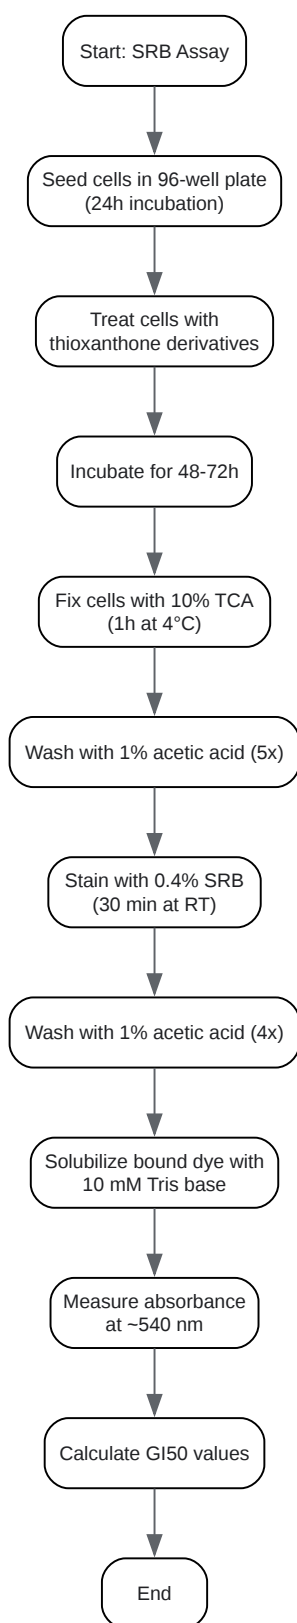 Start: SRB Assay
Seed cells in 96-well plate
(24h incubation)
Treat cells with
thioxanthone derivatives
Incubate for 48-72h
Fix cells with 10% TCA
(1h at 4°C)
Wash with 1% acetic acid (5x)
Stain with 0.4% SRB
(30 min at RT)
Wash with 1% acetic acid (4x)
Solubilize bound dye with
10 mM Tris base
Measure absorbance
at ~540 nm
Calculate GI50 values
End